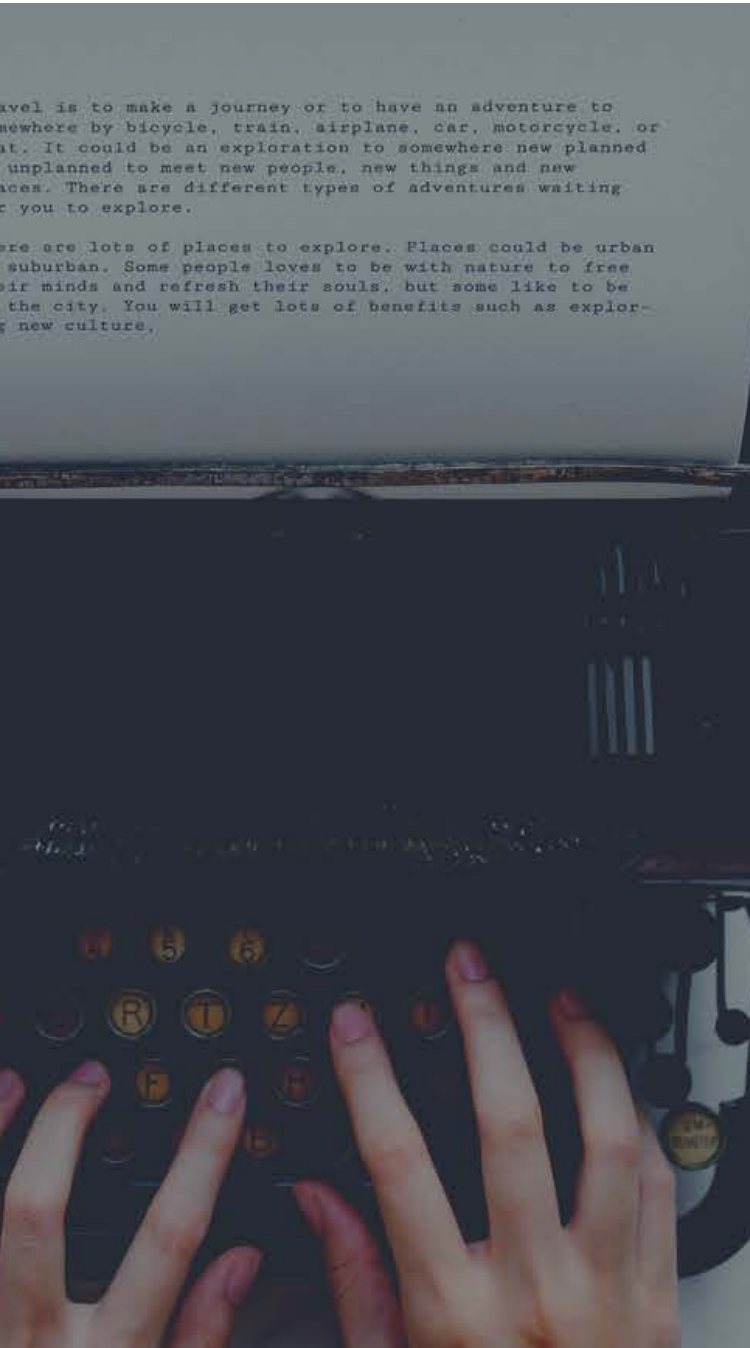 avel is to make a journey or to have an adventure to
mewhere by bicycle, train, airplane, car, motorcycle, or
at. It could be an exploration to somewhere new planned
unplanned to meet new people, new things and new
aces. There are different types of adventures waiting
r you to explore.
ere are lots of places to explore. Places could be urban
suburban. Some people loves to be with nature to free
eir minds and refresh their souls, but some like to be
the city. You will get lots of benefits such as explor-
g new culture,
4 5 6
R T Z
F H
B